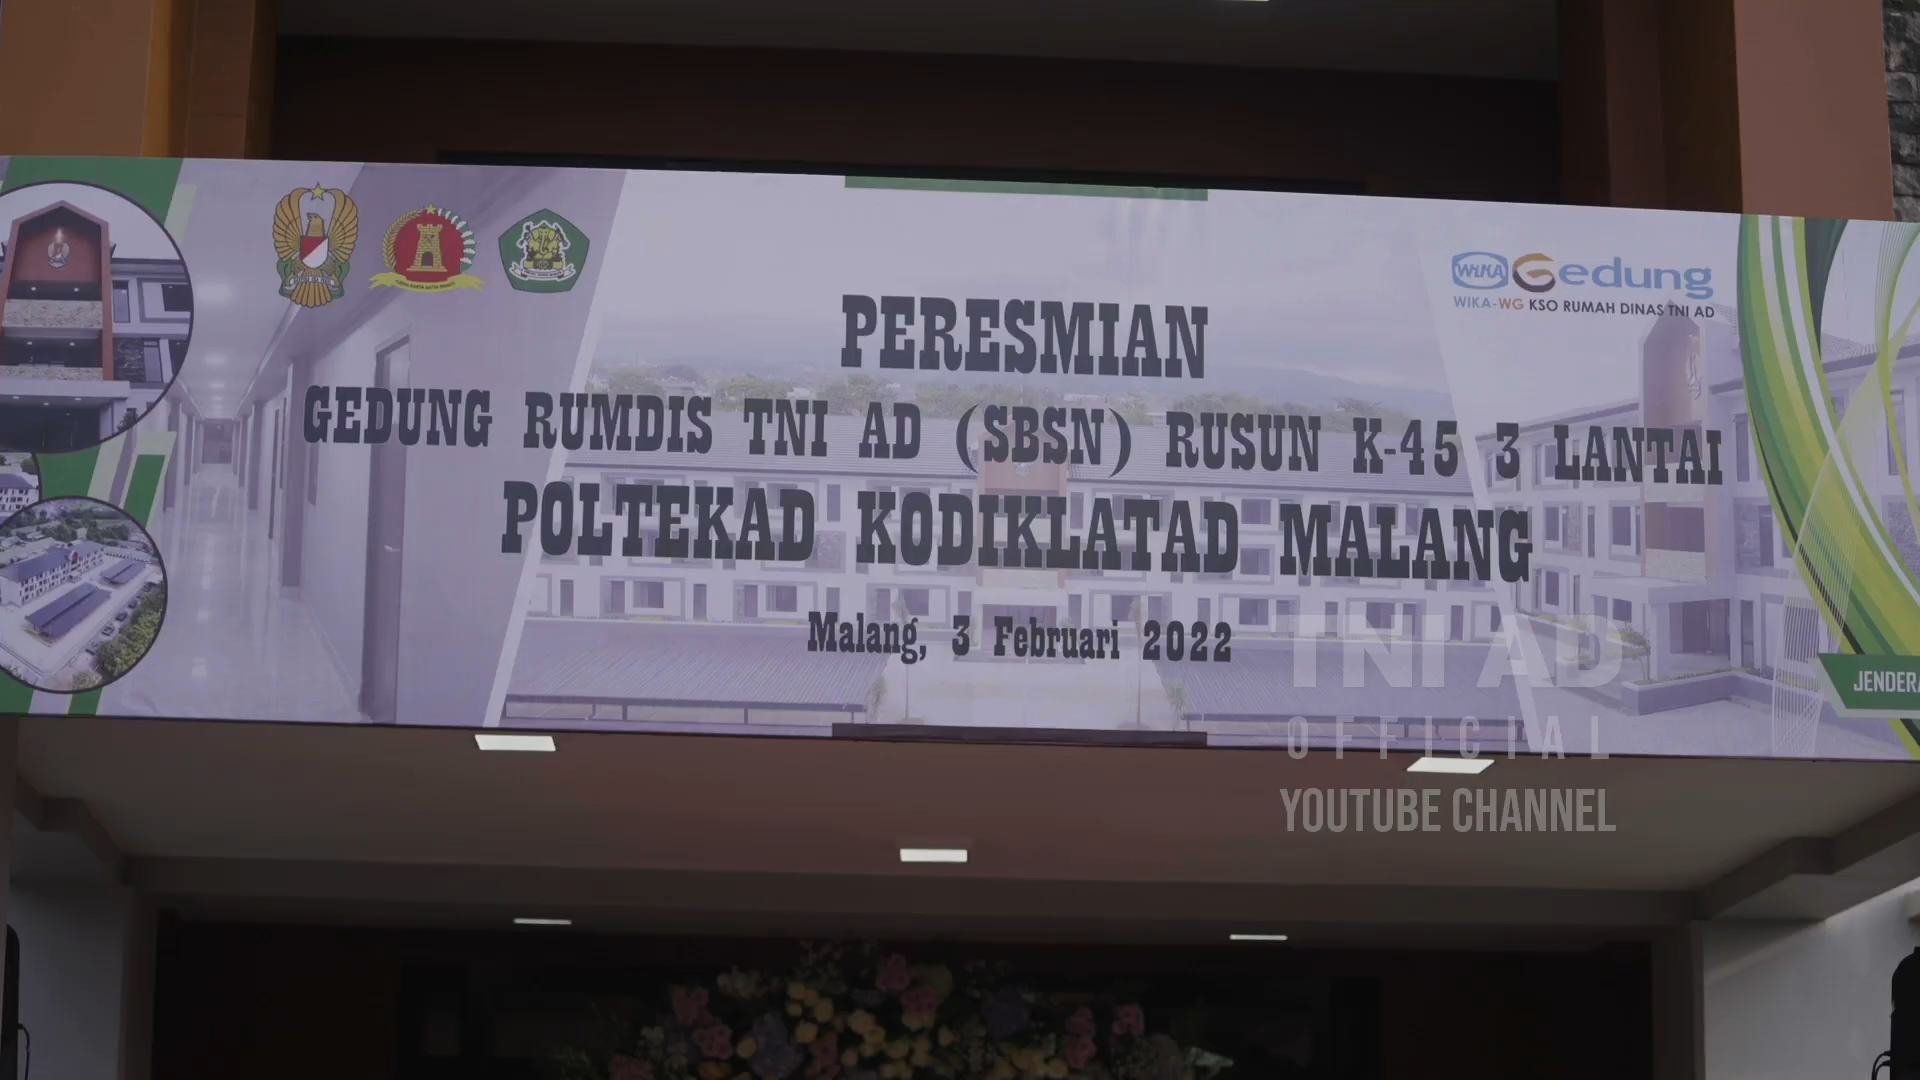 WIKA Gedung
WIKA-WG KSO RUMAH DINAS TNI AD
PERESMIAN
GEDUNG RUMDIS TNI AD (SBSN) RUSUN K-45 3 LANTAI
POLTEKAD KODIKLATAD MALANG
Malang, 3 Februari 2022
TNI AD
OFFICIAL
YOUTUBE CHANNEL